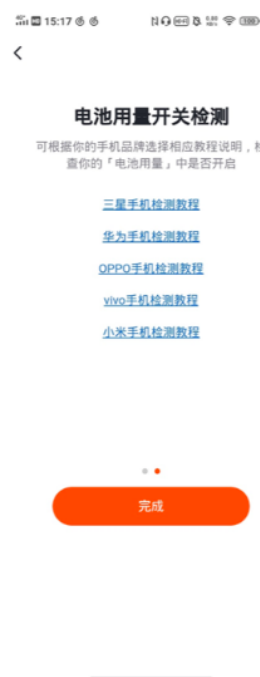 15:17
电池用量开关检测
可根据你的手机品牌选择相应教程说明，检
查你的「电池用量」中是否开启
三星手机检测教程
华为手机检测教程
OPPO手机检测教程
vivo手机检测教程
小米手机检测教程
完成